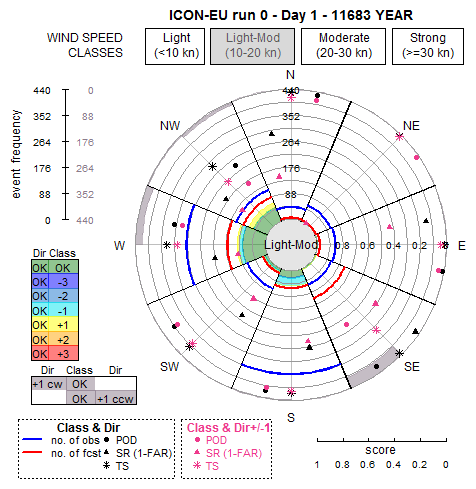 ICON-EU run 0 - Day 1 - 11683 YEAR
WIND SPEED CLASSES
Light (<10 kn)
Light-Mod (10-20 kn)
Moderate (20-30 kn)
Strong (>=30 kn)
event frequency
440 0
352 88
264 176
176 264
88 352
0 440
N
NE
E
SE
S
SW
W
NW
440
352
264
176
88
Light-Mod
0.8 0.6 0.4 0.2
Dir Class
OK OK
OK -3
OK -2
OK -1
OK +1
OK +2
OK +3
Dir Class Dir
+1 cw OK
OK +1 ccw
Class & Dir
no. of obs POD
no. of fcst SR (1-FAR)
TS
Class & Dir+/-1
POD
SR (1-FAR)
TS
score
1 0.8 0.6 0.4 0.2 0